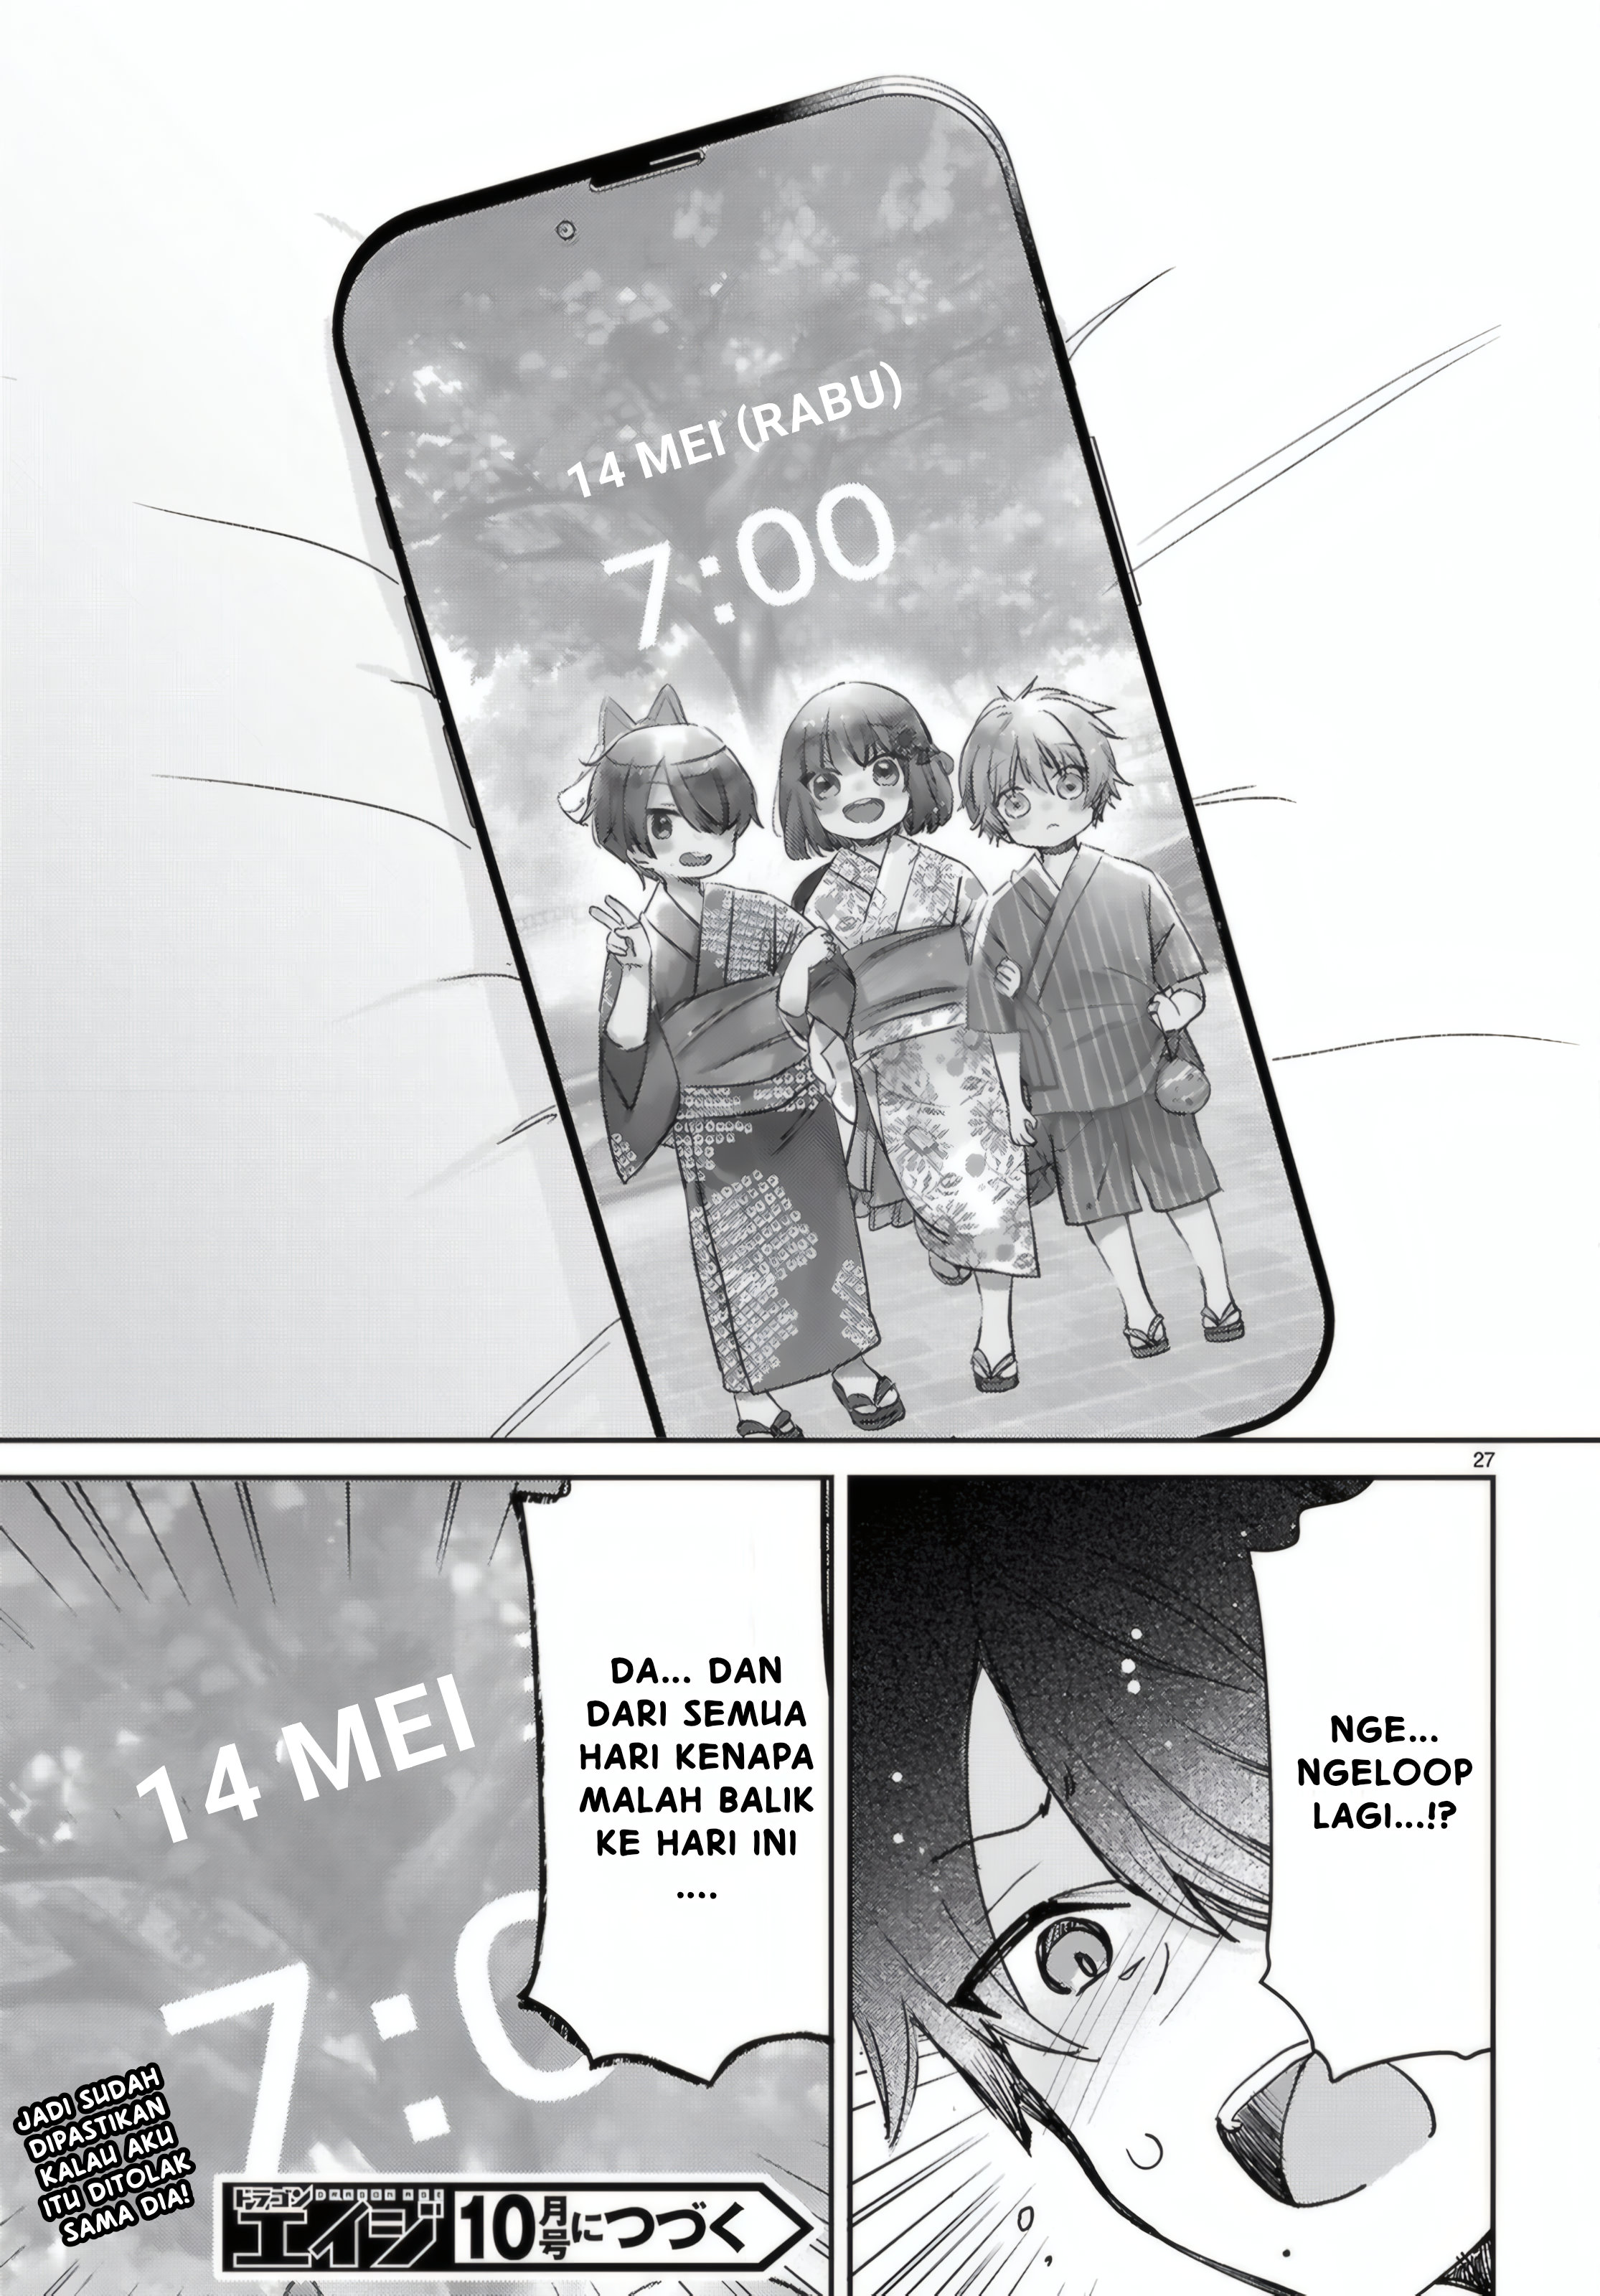 14 MEI (RABU)
7:00
27
NGE...
NGELOOP
LAGI...!?
DA... DAN
DARI SEMUA
HARI KENAPA
MALAH BALIK
KE HARI INI
....
14 MEI
7:0
JADI SUDAH
DIPASTIKAN
KALAU AKU
ITU DITOLAK
SAMA DIA!
ドラゴン DRAGON AGE
エイジ 10月号につづく